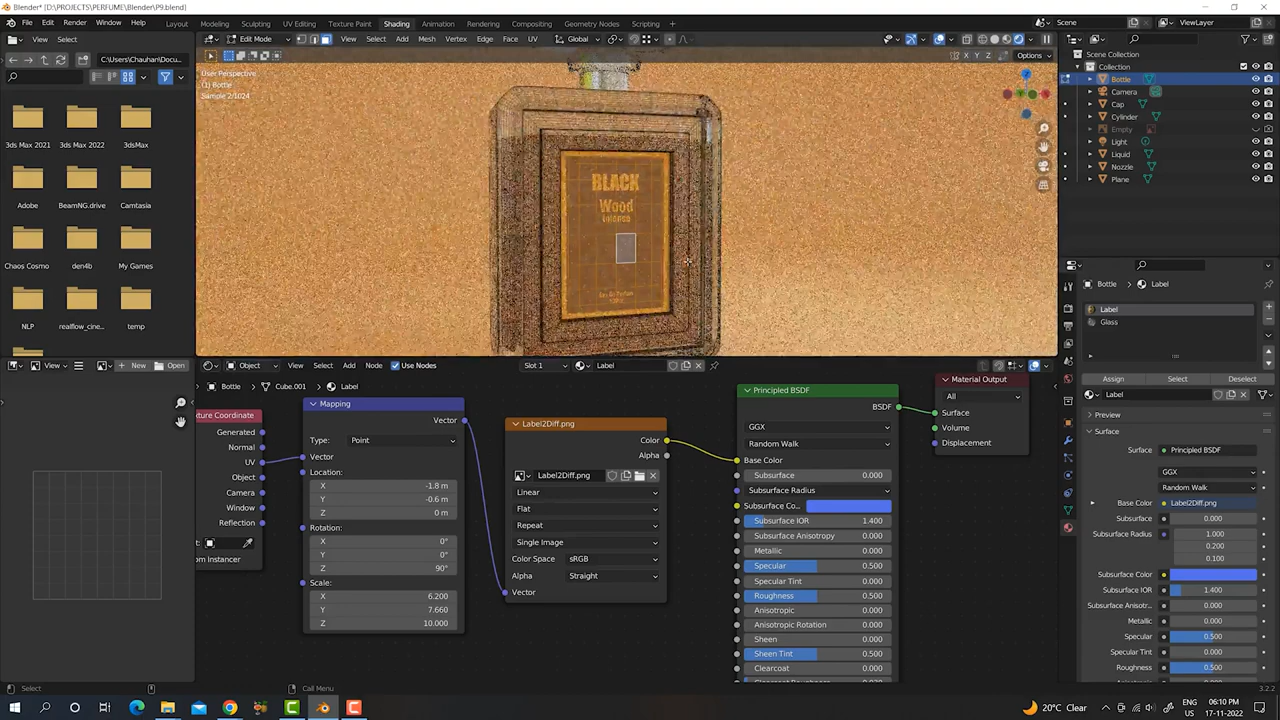 Blender* [D:\PROJECTS\PERFUME\Blender\P9.blend]
File Edit Render Window Help Layout Modeling Sculpting UV Editing Texture Paint Shading Animation Rendering Compositing Geometry Nodes Scripting + Scene ViewLayer
View Select C:\Users\Chauhan\Docu... Edit Mode View Select Add Mesh Vertex Edge Face UV Global
X Y Z Options
User Perspective
(1) Bottle
Sample 2/1024
Scene Collection
Collection
Bottle
Camera
Cap
Cylinder
Empty
Light
Liquid
Nozzle
Plane
3ds Max 2021 3ds Max 2022 3dsMax
Adobe BeamNG.drive Camtasia
Chaos Cosmo den4b My Games
NLP realflow_cine... temp
BLACK
Wood
Intense
Eau De Parfum
Bottle Label
Label
Glass
Assign Select Deselect
Label
Preview
Surface
Surface Principled BSDF
GGX
Random Walk
Base Color Label2Diff.png
Subsurface 0.000
Subsurface Radius 1.000
0.200
0.100
Subsurface Color
Subsurface IOR 1.400
Subsurface Anisotr... 0.000
Metallic 0.000
Specular 0.500
Roughness 0.500
View New Open Object View Select Add Node Use Nodes Slot 1 Label
Bottle Cube.001 Label
xture Coordinate
Generated
Normal
UV
Object
Camera
Window
Reflection
om Instancer
Mapping
Vector
Type: Point
Vector
Location:
X -1.8 m
Y -0.6 m
Z 0 m
Rotation:
X 0°
Y 0°
Z 90°
Scale:
X 6.200
Y 7.660
Z 10.000
Label2Diff.png
Color
Alpha
Label2Diff.png
Linear
Flat
Repeat
Single Image
Color Space sRGB
Alpha Straight
Vector
Principled BSDF
BSDF
GGX
Random Walk
Base Color
Subsurface 0.000
Subsurface Radius
Subsurface Co...
Subsurface IOR 1.400
Subsurface Anisotropy 0.000
Metallic 0.000
Specular 0.500
Specular Tint 0.000
Roughness 0.500
Anisotropic 0.000
Anisotropic Rotation 0.000
Sheen 0.000
Sheen Tint 0.500
Clearcoat 0.000
Material Output
All
Surface
Volume
Displacement
Select Call Menu 3.2.2
20°C Clear ENG US 06:10 PM 17-11-2022